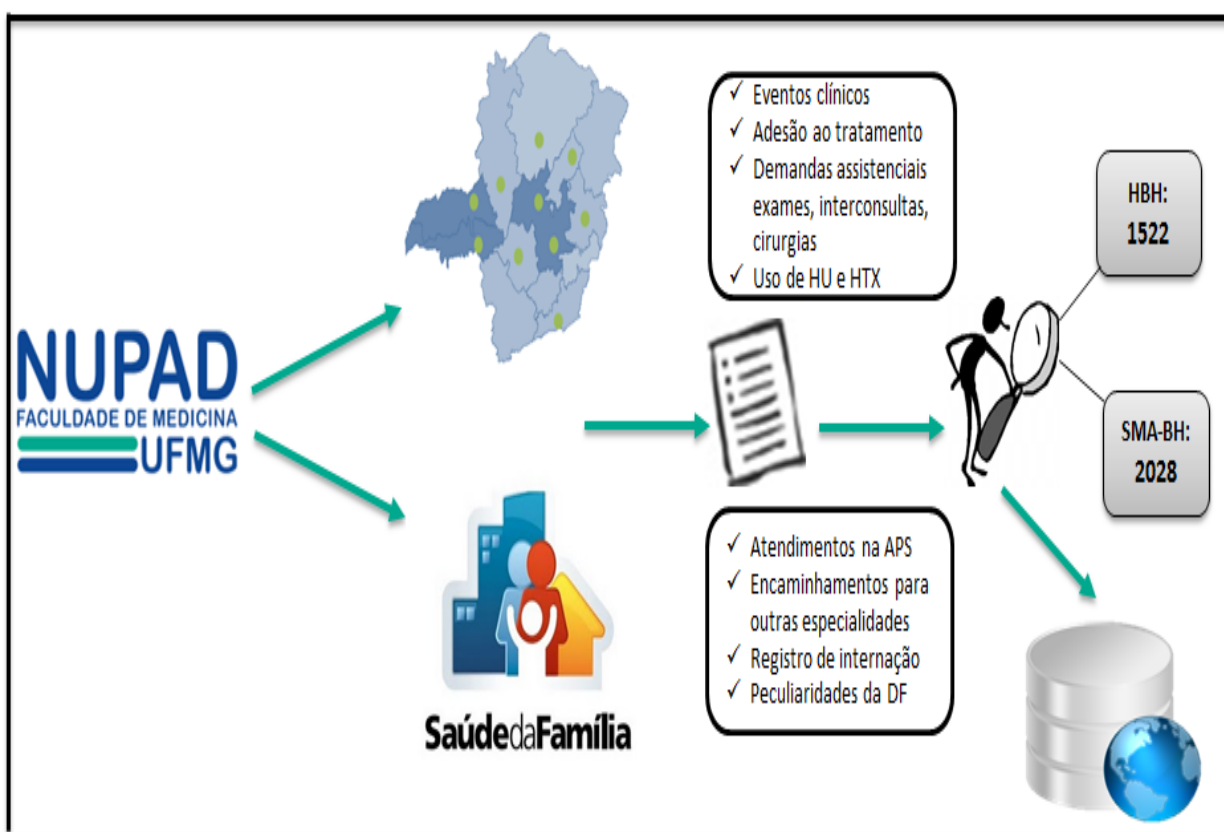 NUPAD
FACULDADE DE MEDICINA
UFMG
✓ Eventos clínicos
✓ Adesão ao tratamento
✓ Demandas assistenciais
exames, interconsultas,
cirurgias
✓ Uso de HU e HTX
HBH:
1522
SMA-BH:
2028
✓ Atendimentos na APS
✓ Encaminhamentos para
outras especialidades
✓ Registro de internação
✓ Peculiaridades da DF
SaúdedaFamília